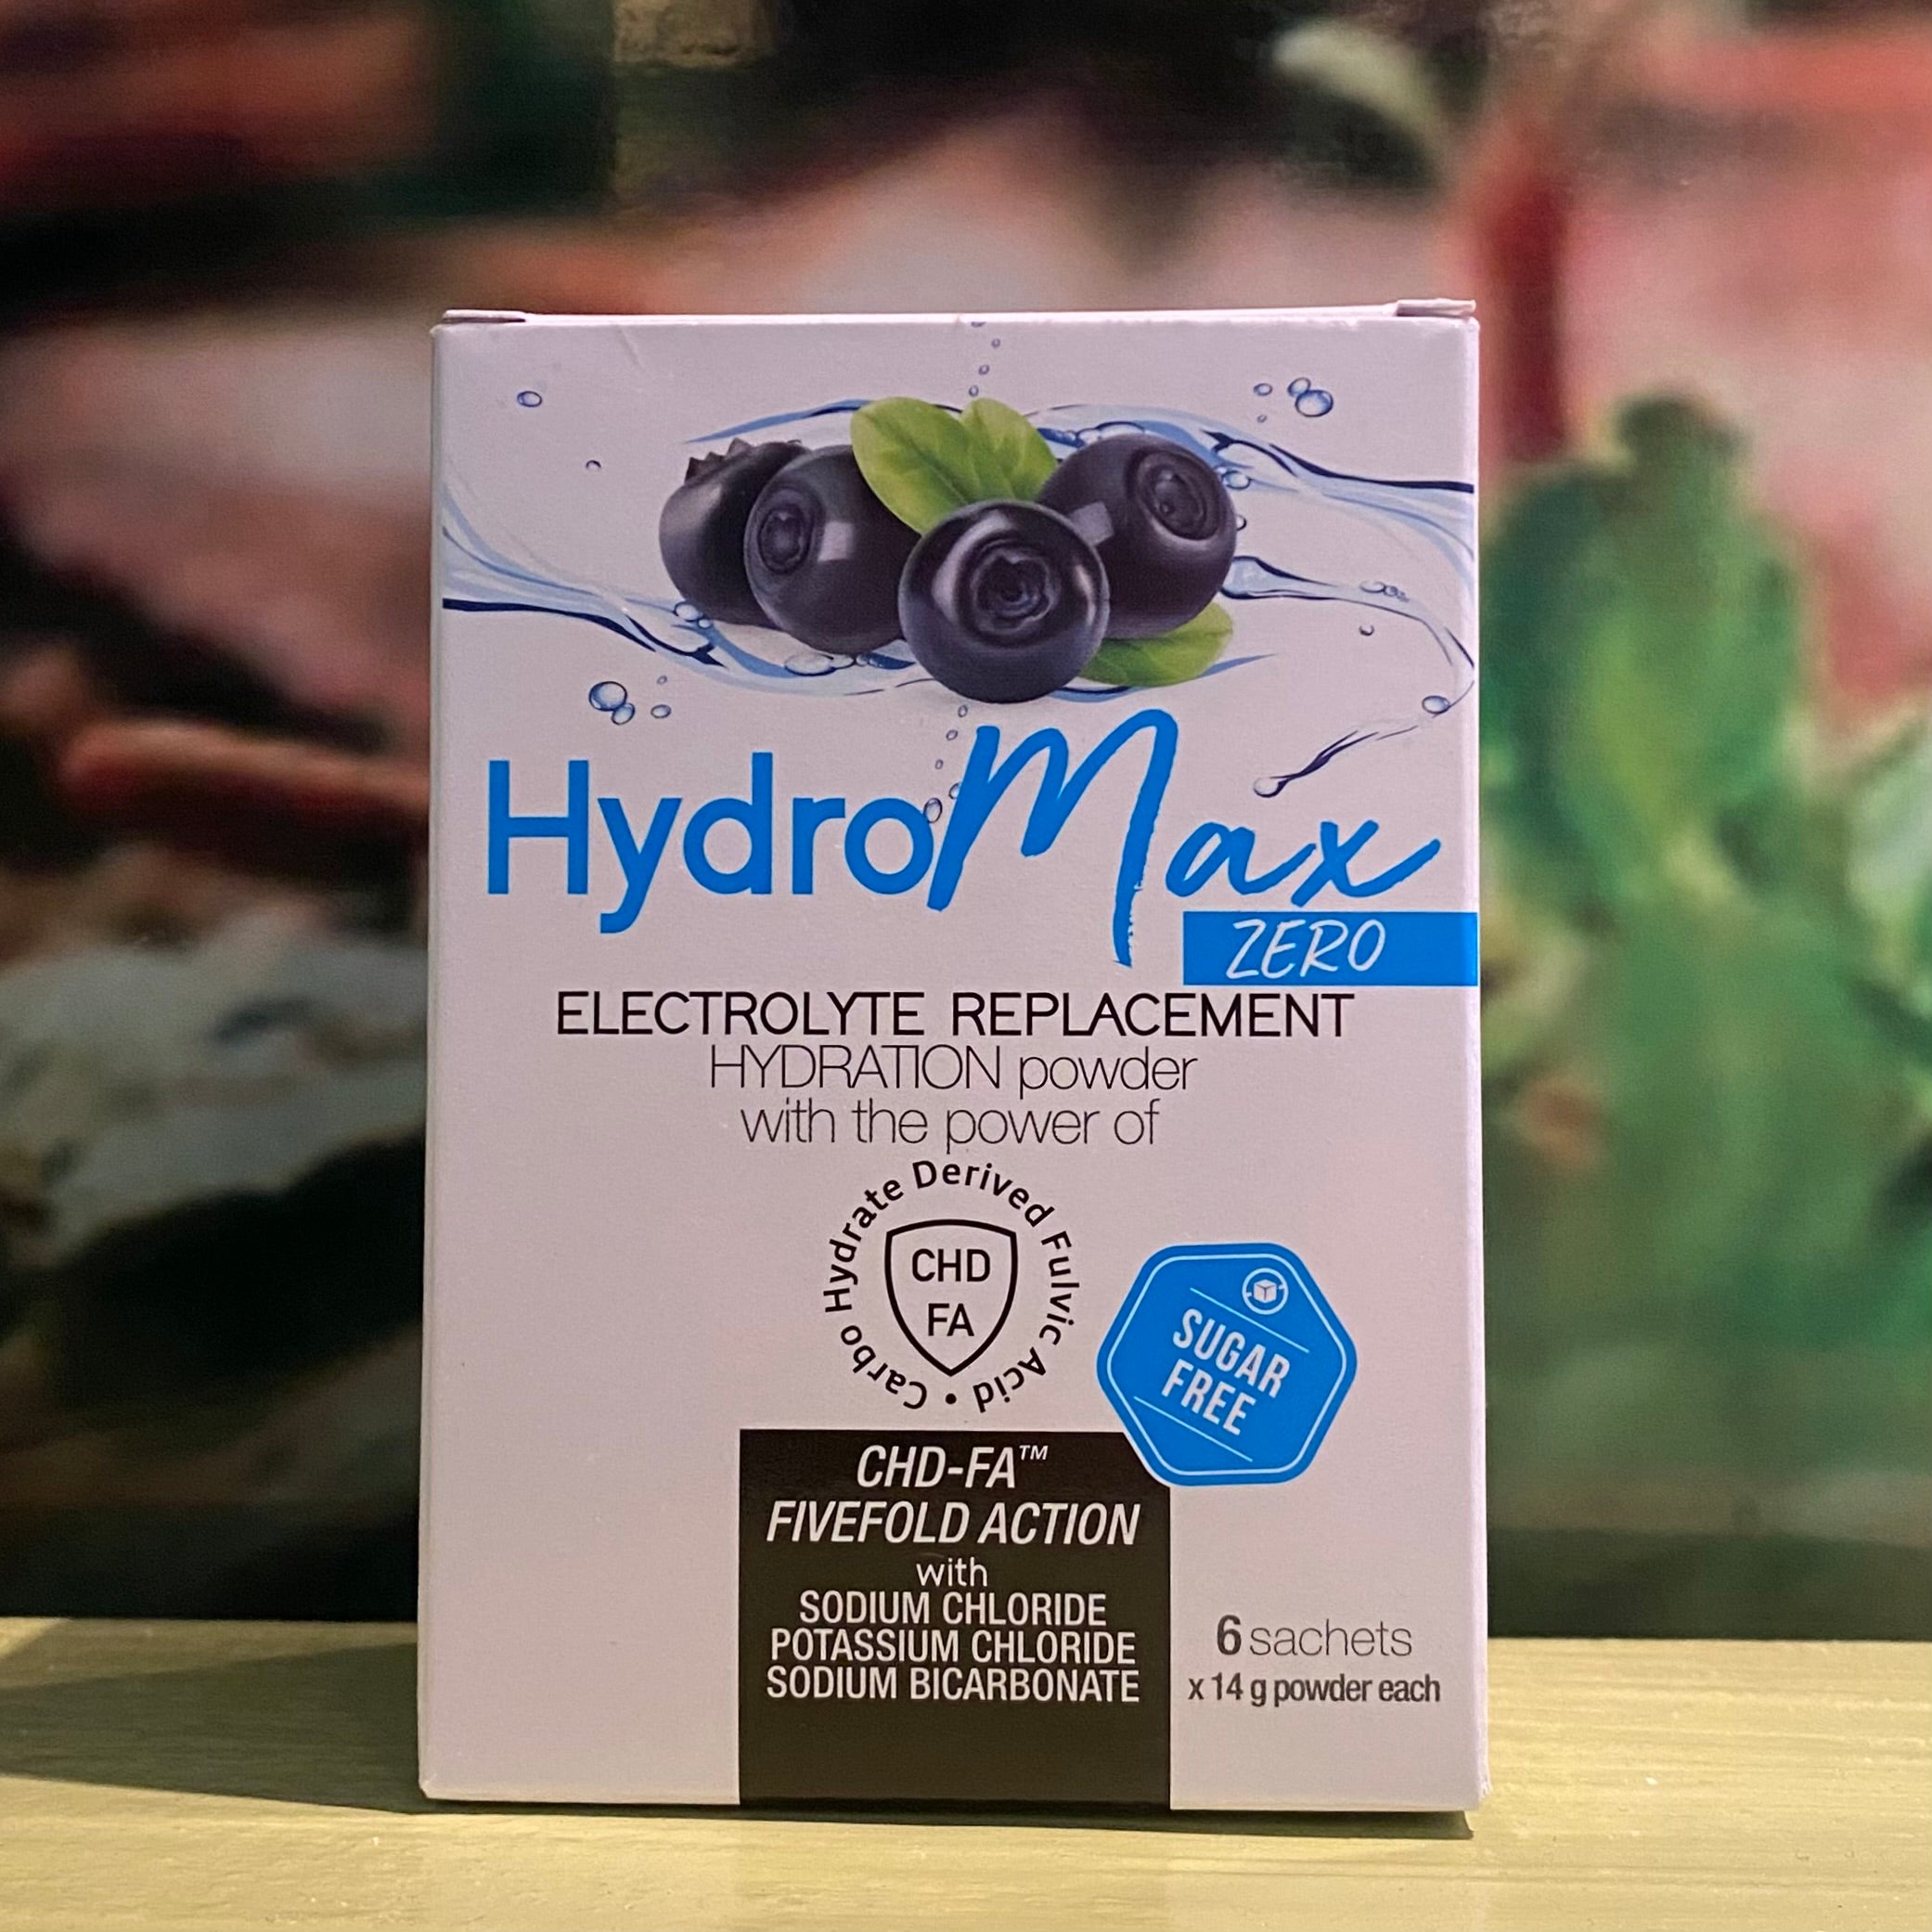 HydroMax
ZERO
ELECTROLYTE REPLACEMENT
HYDRATION powder
with the power of
Carbo Hydrate Derived Fulvic Acid •
CHD
FA
SUGAR
FREE
CHD-FA™
FIVEFOLD ACTION
with
SODIUM CHLORIDE
POTASSIUM CHLORIDE
SODIUM BICARBONATE
6 sachets
x 14 g powder each